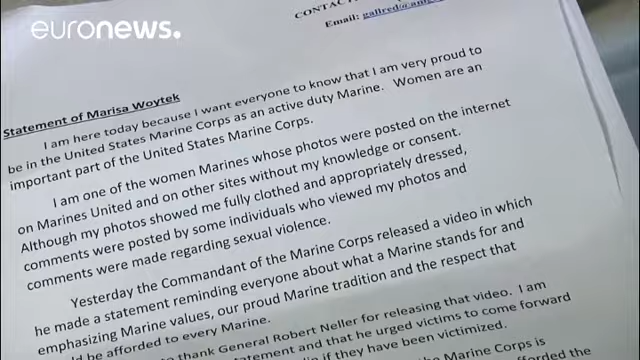 euronews.
CONTAC
Email: gallred@
Statement of Marisa Woytek
I am here today because I want everyone to know that I am very proud to
be in the United States Marine Corps as an active duty Marine. Women are an
important part of the United States Marine Corps.
I am one of the women Marines whose photos were posted on the internet
on Marines United and on other sites without my knowledge or consent.
Although my photos showed me fully clothed and appropriately dressed,
comments were posted by some individuals who viewed my photos and
comments were made regarding sexual violence.
Yesterday the Commandant of the Marine Corps released a video in which
he made a statement reminding everyone about what a Marine stands for and
emphasizing Marine values, our proud Marine tradition and the respect that
be afforded to every Marine.
thank General Robert Neller for releasing that video. I am
statement and that he urged victims to come forward
if they have been victimized.
the Marine Corps is
afforded the